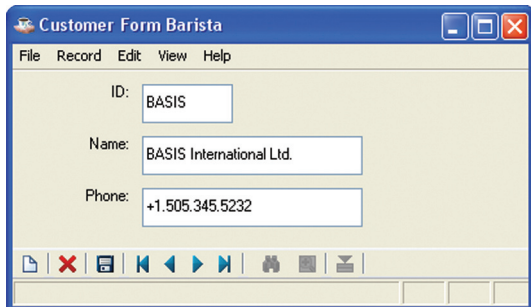 Customer Form Barista
File Record Edit View Help
ID: BASIS
Name: BASIS International Ltd.
Phone: +1.505.345.5232